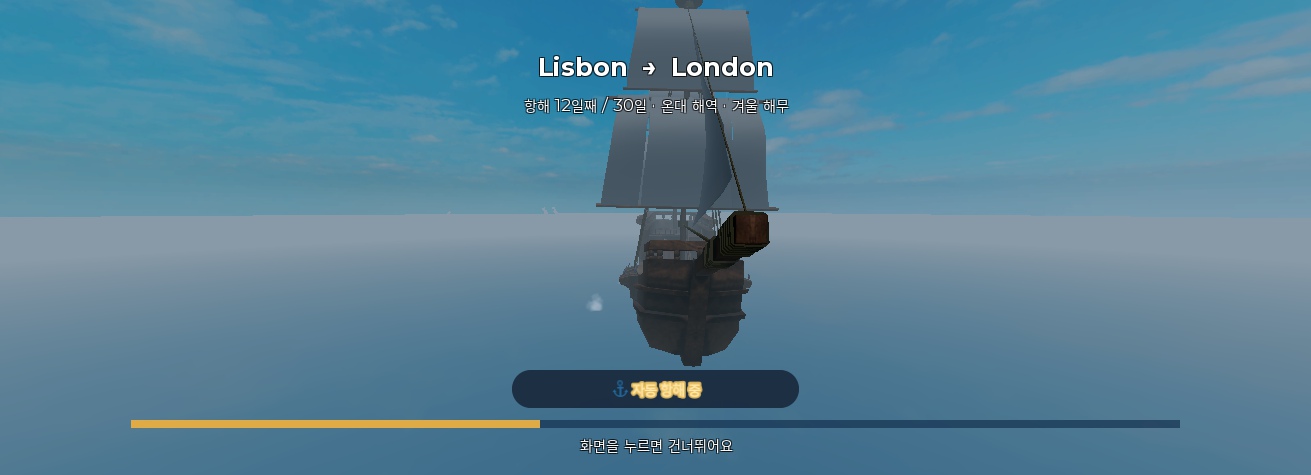 Lisbon → London
항해 12일째 / 30일 · 온대 해역 · 겨울 해무
⚓ 자동 항해 중
화면을 누르면 건너뛰어요